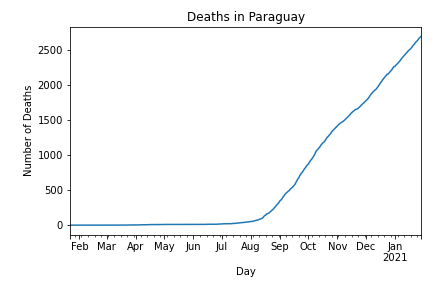 Deaths in Paraguay
Number of Deaths
2500
2000
1500
1000
500
0
Feb Mar Apr May Jun Jul Aug Sep Oct Nov Dec Jan
2021
Day